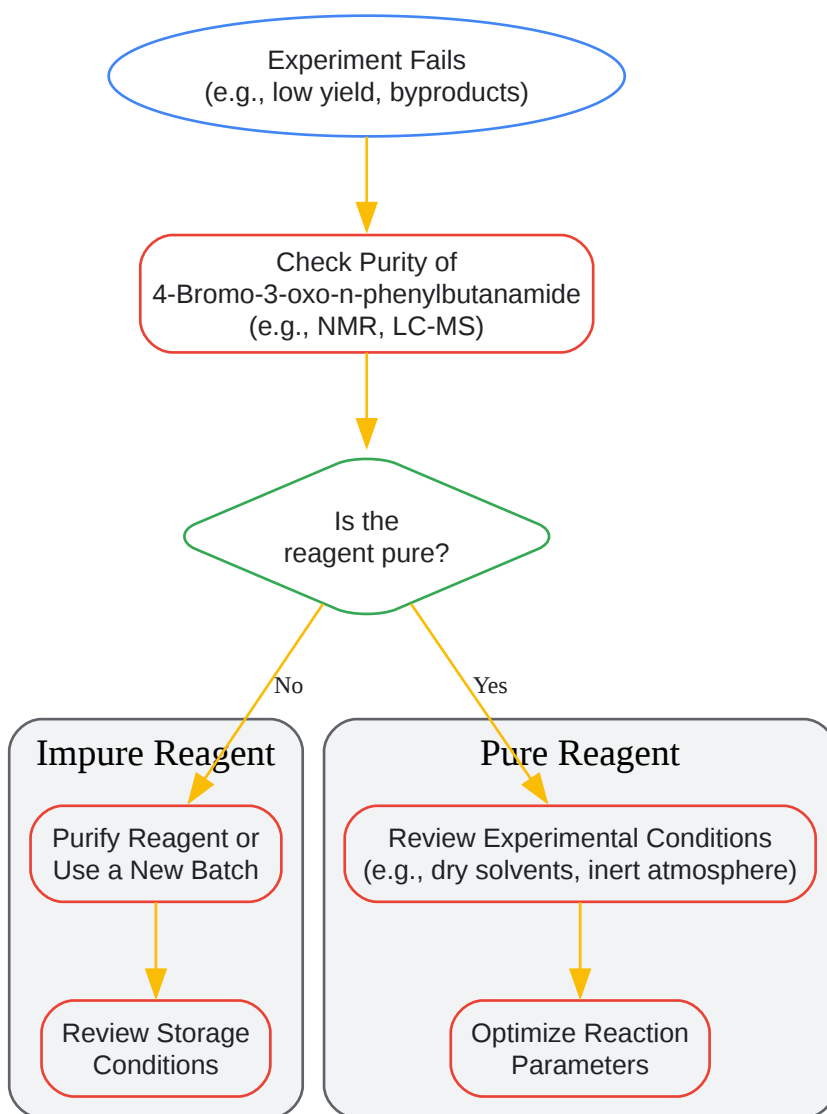 Experiment Fails
(e.g., low yield, byproducts)
Check Purity of
4-Bromo-3-oxo-n-phenylbutanamide
(e.g., NMR, LC-MS)
Is the
reagent pure?
No
Yes
Impure Reagent
Purify Reagent or
Use a New Batch
Review Storage
Conditions
Pure Reagent
Review Experimental Conditions
(e.g., dry solvents, inert atmosphere)
Optimize Reaction
Parameters